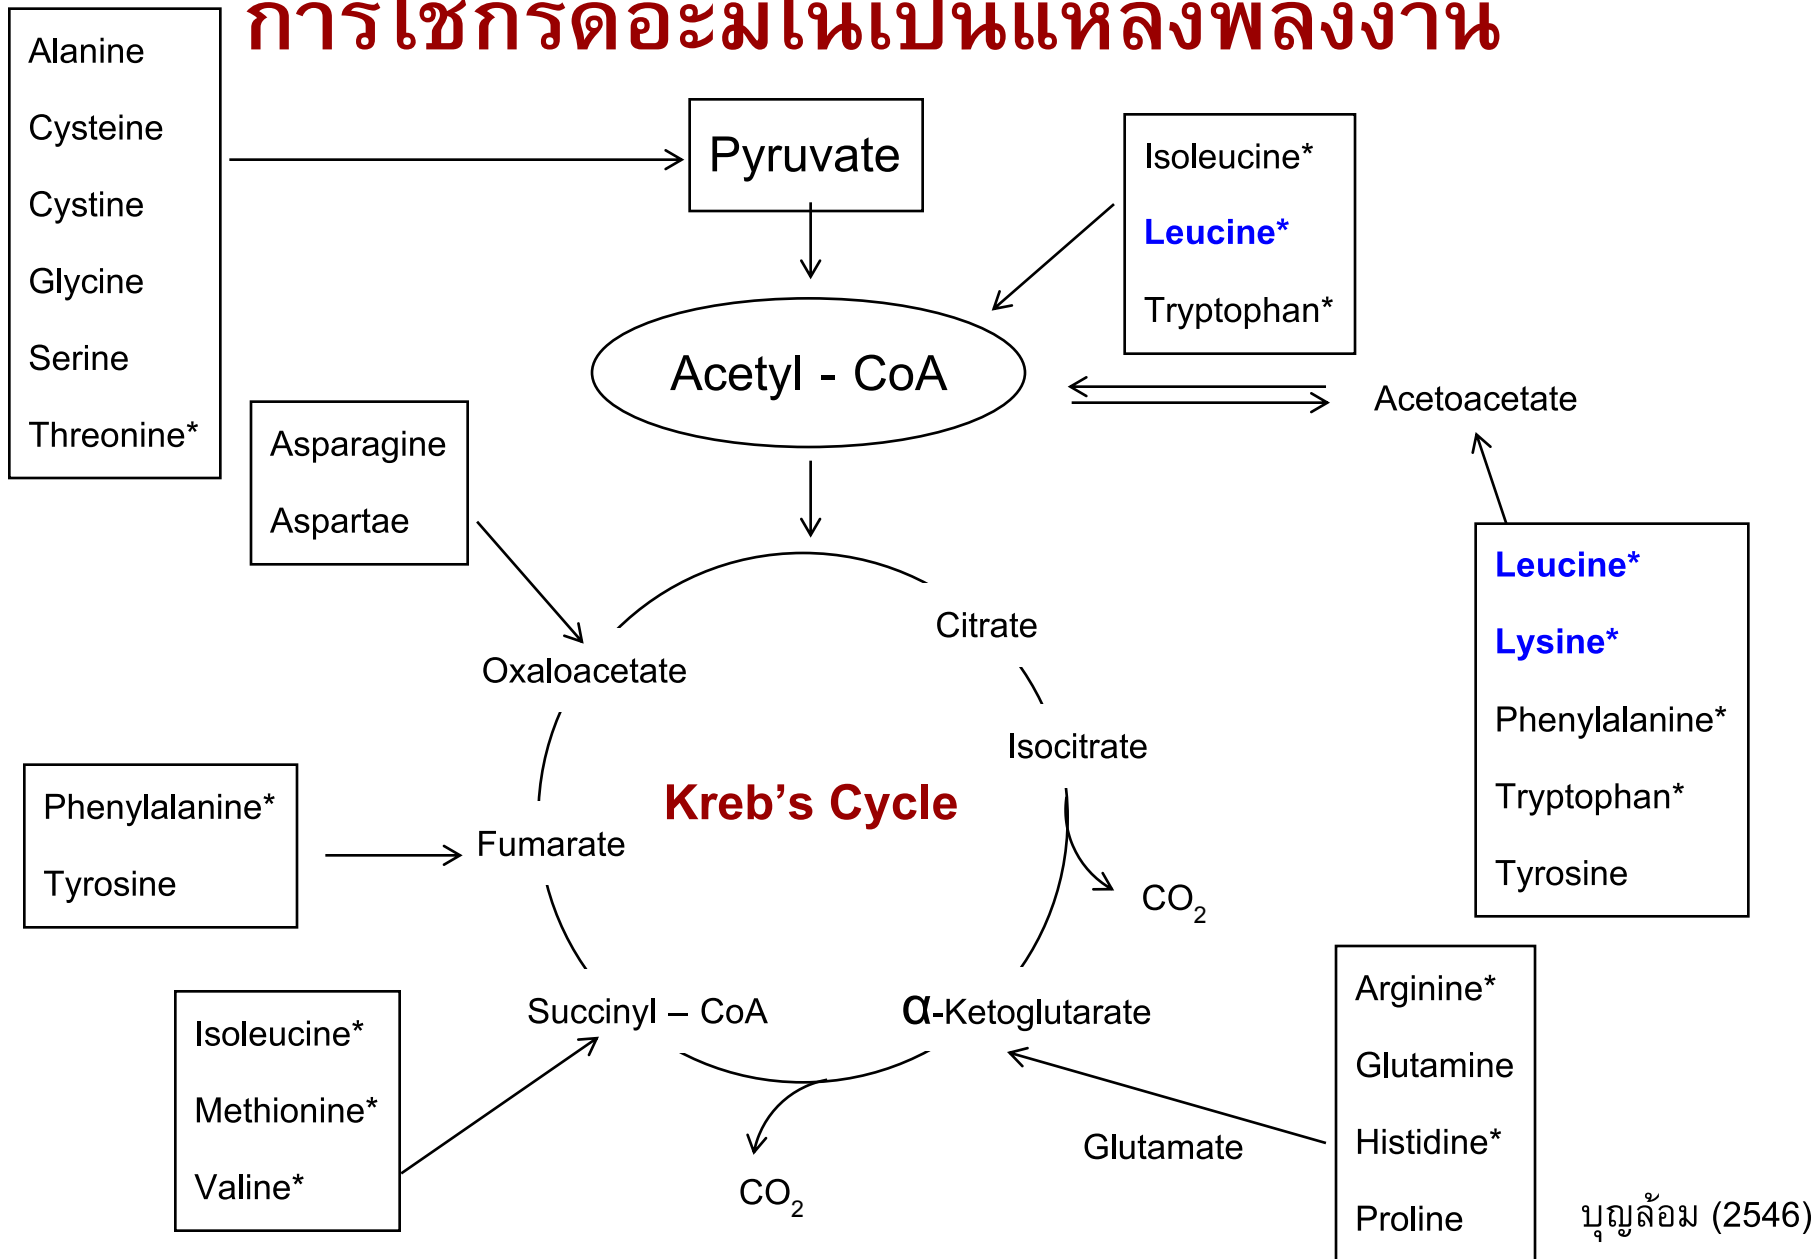 การใช้กรดอะมิโนเป็นแหล่งพลังงาน
Alanine
Cysteine
Cystine
Glycine
Serine
Threonine*
Pyruvate
Isoleucine*
Leucine*
Tryptophan*
Acetyl - CoA
Acetoacetate
Asparagine
Aspartae
Leucine*
Lysine*
Phenylalanine*
Tryptophan*
Tyrosine
Citrate
Oxaloacetate
Isocitrate
Kreb’s Cycle
Phenylalanine*
Tyrosine
Fumarate
CO2
Succinyl – CoA
α-Ketoglutarate
Isoleucine*
Methionine*
Valine*
Arginine*
Glutamine
Histidine*
Proline
Glutamate
CO2
บุญล้อม (2546)